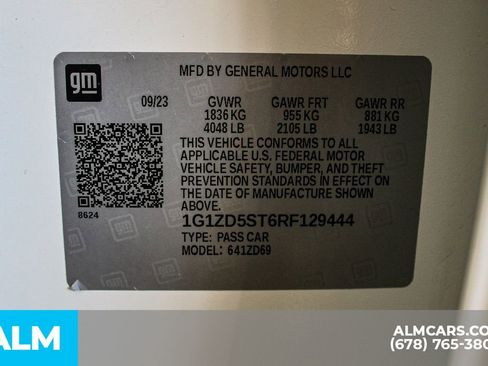 gm
MFD BY GENERAL MOTORS LLC
09/23 GVWR GAWR FRT GAWR RR
1836 KG 955 KG 881 KG
4048 LB 2105 LB 1943 LB
THIS VEHICLE CONFORMS TO ALL
APPLICABLE U.S. FEDERAL MOTOR
VEHICLE SAFETY, BUMPER, AND THEFT
PREVENTION STANDARDS IN EFFECT ON
THE DATE OF MANUFACTURE SHOWN
ABOVE.
8624
1G1ZD5ST6RF129444
TYPE: PASS CAR
MODEL: 641ZD69
ALM
ALMCARS.CO
(678) 765-380